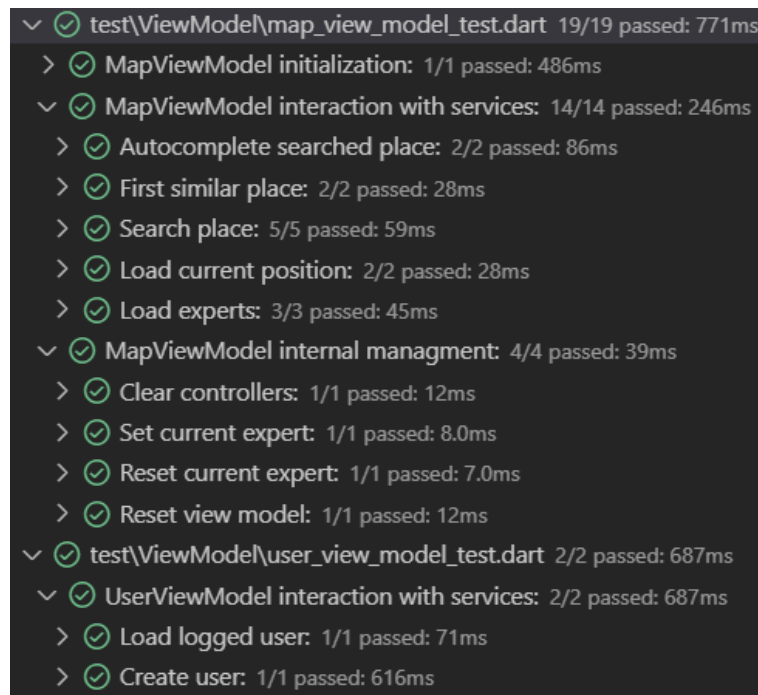 test\ViewModel\map_view_model_test.dart 19/19 passed: 771ms
MapViewModel initialization: 1/1 passed: 486ms
MapViewModel interaction with services: 14/14 passed: 246ms
Autocomplete searched place: 2/2 passed: 86ms
First similar place: 2/2 passed: 28ms
Search place: 5/5 passed: 59ms
Load current position: 2/2 passed: 28ms
Load experts: 3/3 passed: 45ms
MapViewModel internal managment: 4/4 passed: 39ms
Clear controllers: 1/1 passed: 12ms
Set current expert: 1/1 passed: 8.0ms
Reset current expert: 1/1 passed: 7.0ms
Reset view model: 1/1 passed: 12ms
test\ViewModel\user_view_model_test.dart 2/2 passed: 687ms
UserViewModel interaction with services: 2/2 passed: 687ms
Load logged user: 1/1 passed: 71ms
Create user: 1/1 passed: 616ms